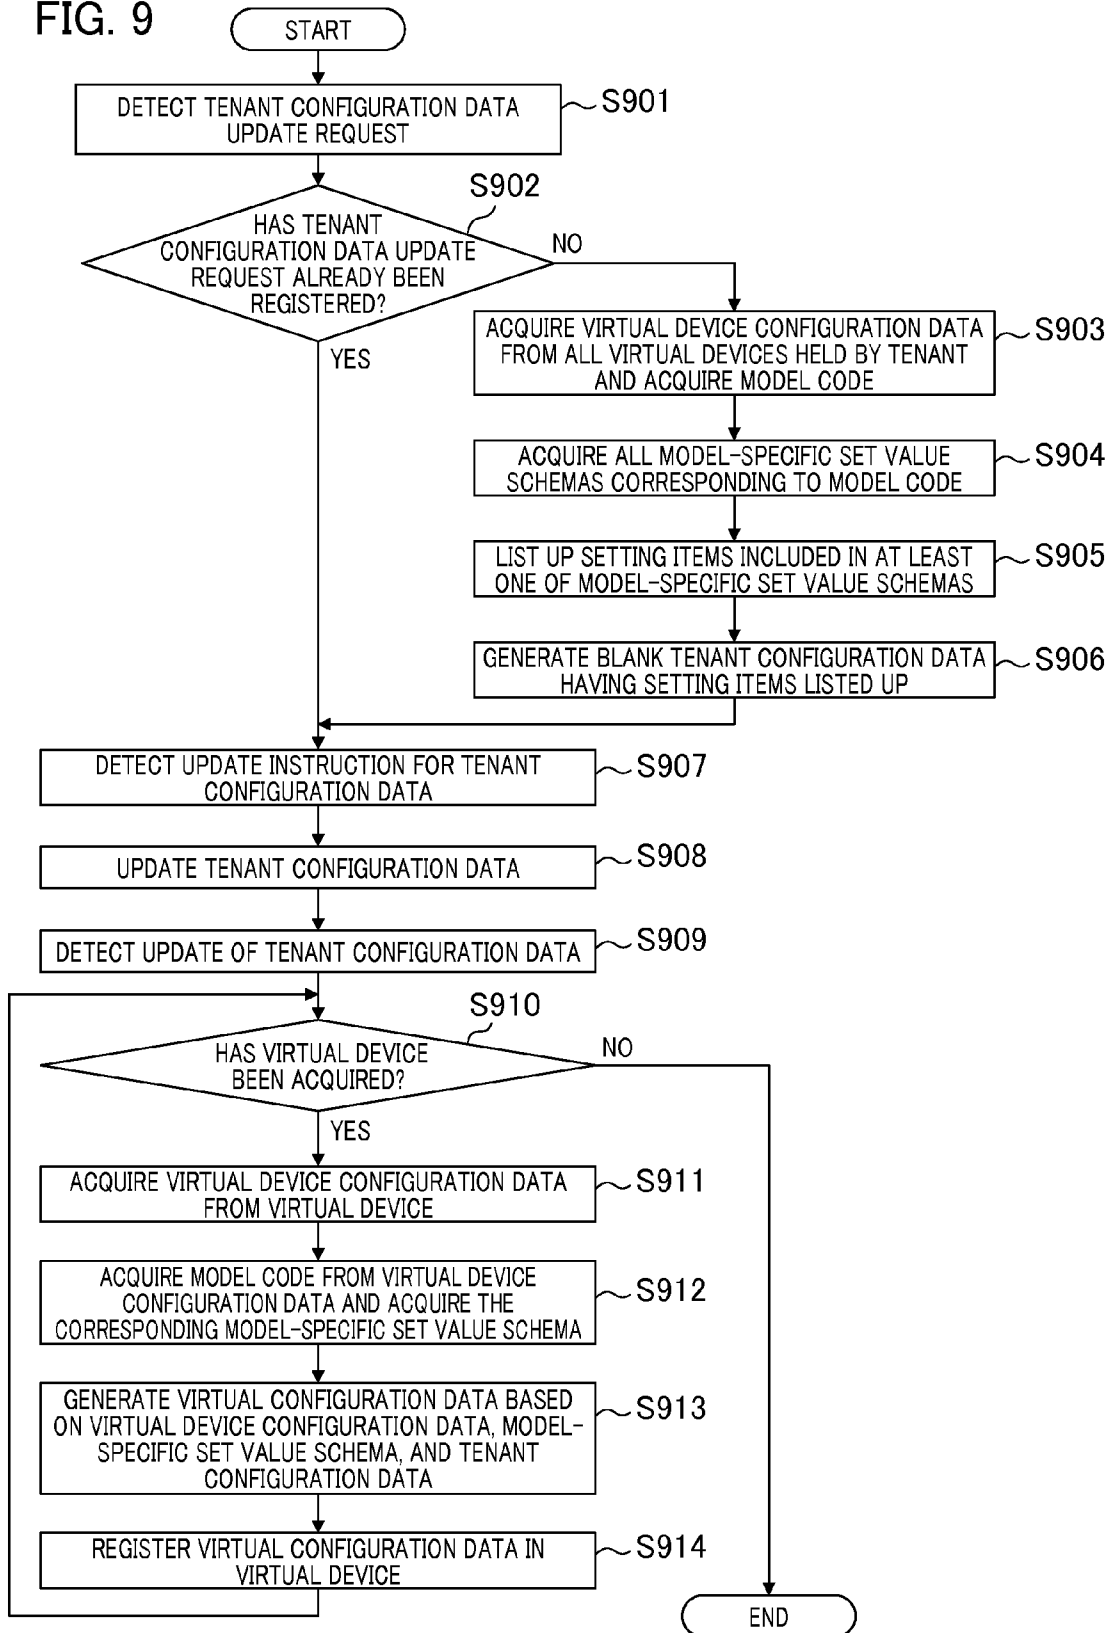 FIG. 9
START
DETECT TENANT CONFIGURATION DATA
UPDATE REQUEST
S901
S902
HAS TENANT
CONFIGURATION DATA UPDATE
REQUEST ALREADY BEEN
REGISTERED?
NO
YES
ACQUIRE VIRTUAL DEVICE CONFIGURATION DATA
FROM ALL VIRTUAL DEVICES HELD BY TENANT
AND ACQUIRE MODEL CODE
S903
ACQUIRE ALL MODEL-SPECIFIC SET VALUE
SCHEMAS CORRESPONDING TO MODEL CODE
S904
LIST UP SETTING ITEMS INCLUDED IN AT LEAST
ONE OF MODEL-SPECIFIC SET VALUE SCHEMAS
S905
GENERATE BLANK TENANT CONFIGURATION DATA
HAVING SETTING ITEMS LISTED UP
S906
DETECT UPDATE INSTRUCTION FOR TENANT
CONFIGURATION DATA
S907
UPDATE TENANT CONFIGURATION DATA
S908
DETECT UPDATE OF TENANT CONFIGURATION DATA
S909
S910
HAS VIRTUAL DEVICE
BEEN ACQUIRED?
NO
YES
ACQUIRE VIRTUAL DEVICE CONFIGURATION DATA
FROM VIRTUAL DEVICE
S911
ACQUIRE MODEL CODE FROM VIRTUAL DEVICE
CONFIGURATION DATA AND ACQUIRE THE
CORRESPONDING MODEL-SPECIFIC SET VALUE SCHEMA
S912
GENERATE VIRTUAL CONFIGURATION DATA BASED
ON VIRTUAL DEVICE CONFIGURATION DATA, MODEL-
SPECIFIC SET VALUE SCHEMA, AND TENANT
CONFIGURATION DATA
S913
REGISTER VIRTUAL CONFIGURATION DATA IN
VIRTUAL DEVICE
S914
END